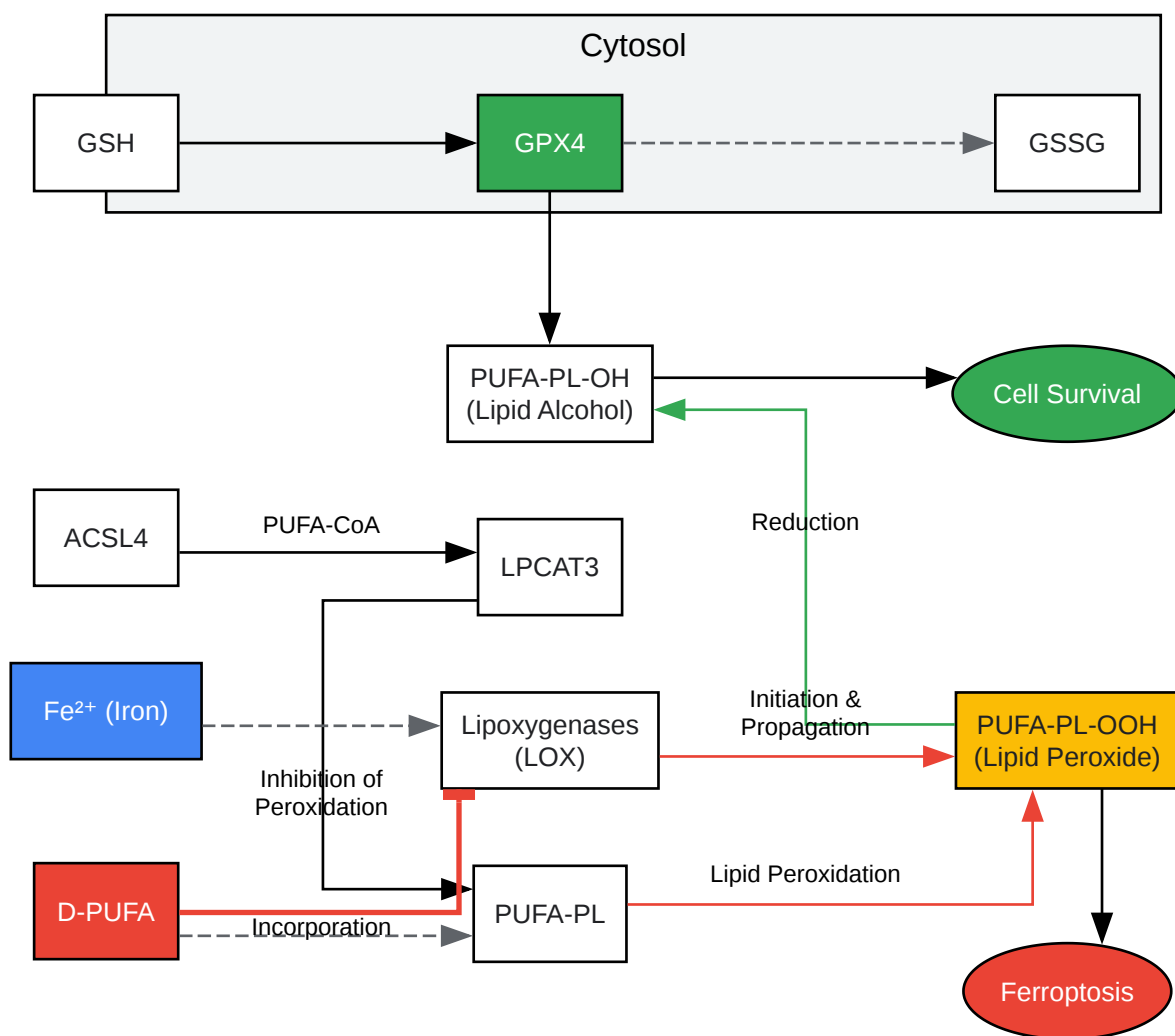 Cytosol
GSH
GPX4
GSSG
PUFA-PL-OH
(Lipid Alcohol)
Cell Survival
ACSL4
PUFA-CoA
LPCAT3
Reduction
Fe²⁺ (Iron)
Lipoxygenases
(LOX)
Initiation &
Propagation
PUFA-PL-OOH
(Lipid Peroxide)
Inhibition of
Peroxidation
D-PUFA
Incorporation
PUFA-PL
Lipid Peroxidation
Ferroptosis